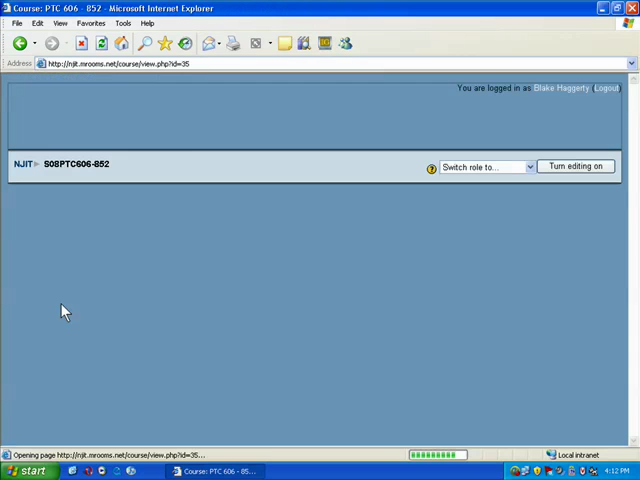 Course: PTC 606 - 852 - Microsoft Internet Explorer
File Edit View Favorites Tools Help
Address http://njit.mrooms.net/course/view.php?id=35
You are logged in as Blake Haggerty (Logout)
NJIT ► S08PTC606-852 ? Switch role to... Turn editing on
Opening page http://njit.mrooms.net/course/view.php?id=35... Local intranet
start Course: PTC 606 - 85... 4:12 PM